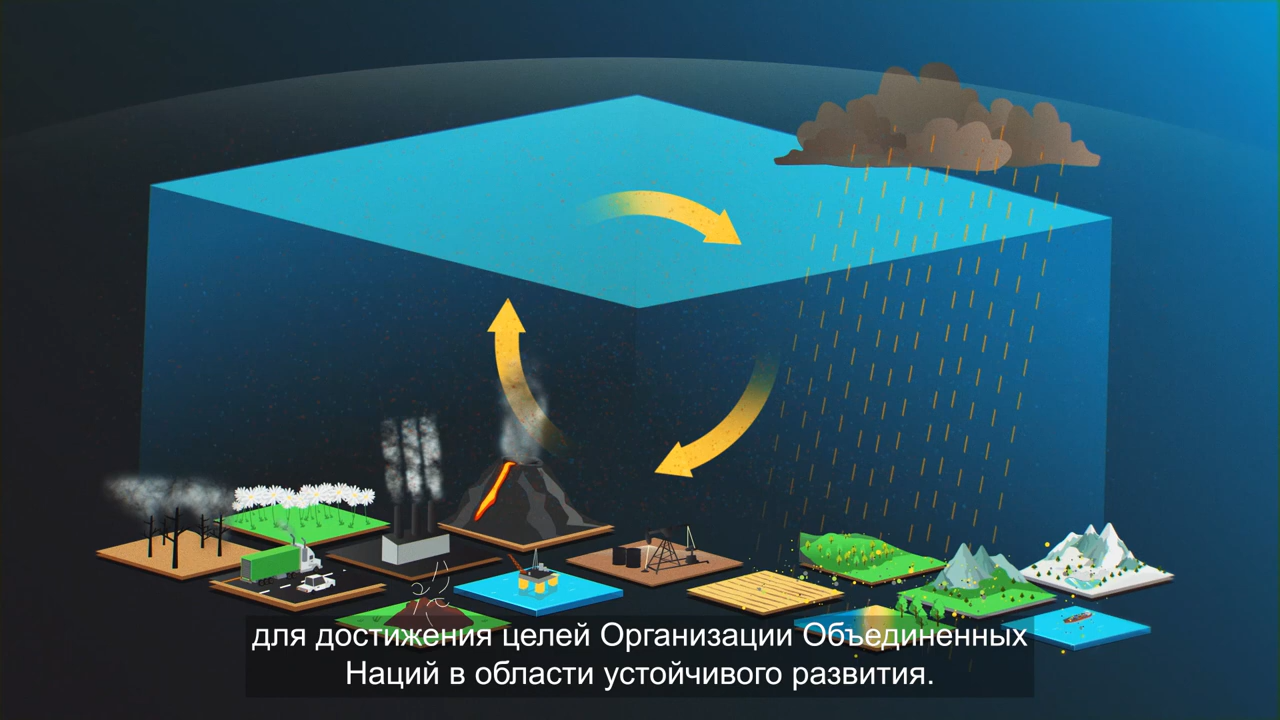 для достижения целей Организации Объединенных
Наций в области устойчивого развития.